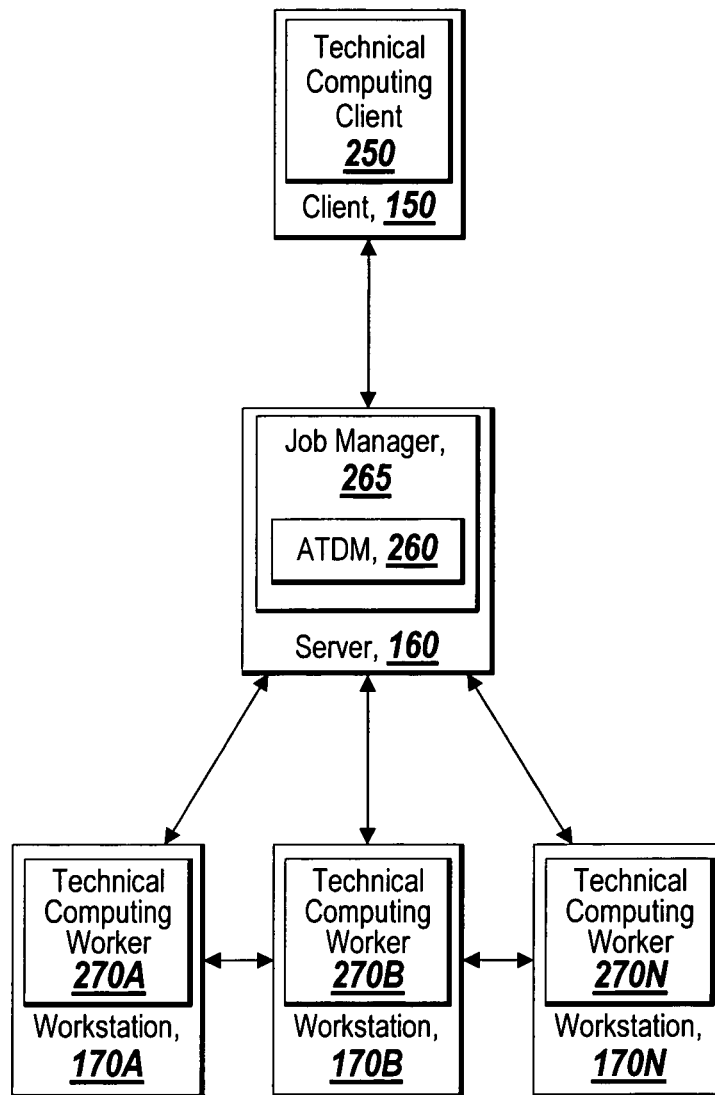 Technical
Computing
Client
250
Client, 150
Job Manager,
265
ATDM, 260
Server, 160
Technical
Computing
Worker
270A
Workstation,
170A
Technical
Computing
Worker
270B
Workstation,
170B
Technical
Computing
Worker
270N
Workstation,
170N